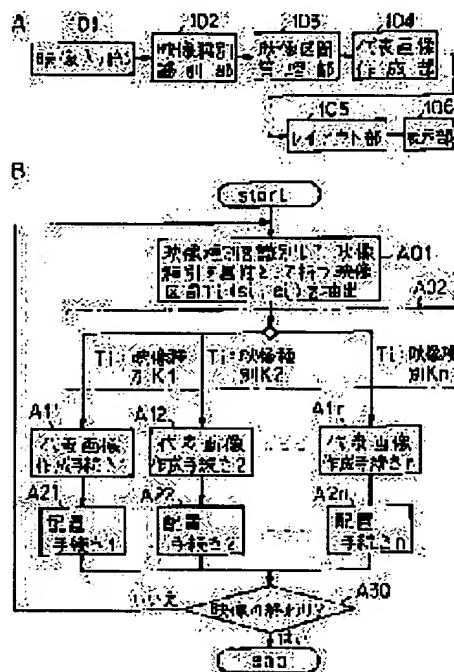 A
101 102 103 104
映像入力部 映像種別識別部 映像区間管理部 代表画像作成部
105 106
レイアウト部 表示部
B
start
映像種別を識別して、映像
種別を属性として持つ映像
区間Ti
を抽出
A01
A02
Ti:映像種
別K1
Ti:映像種
別K2
Ti:映像種
別Kn
A11 A12 A1n
代表画像
作成手続き1
代表画像
作成手続き2
代表画像
作成手続きn
A21 A22 A2n
配置
手続き1
配置
手続き2
配置
手続きn
いいえ
映像の終わり?
A30
はい
end